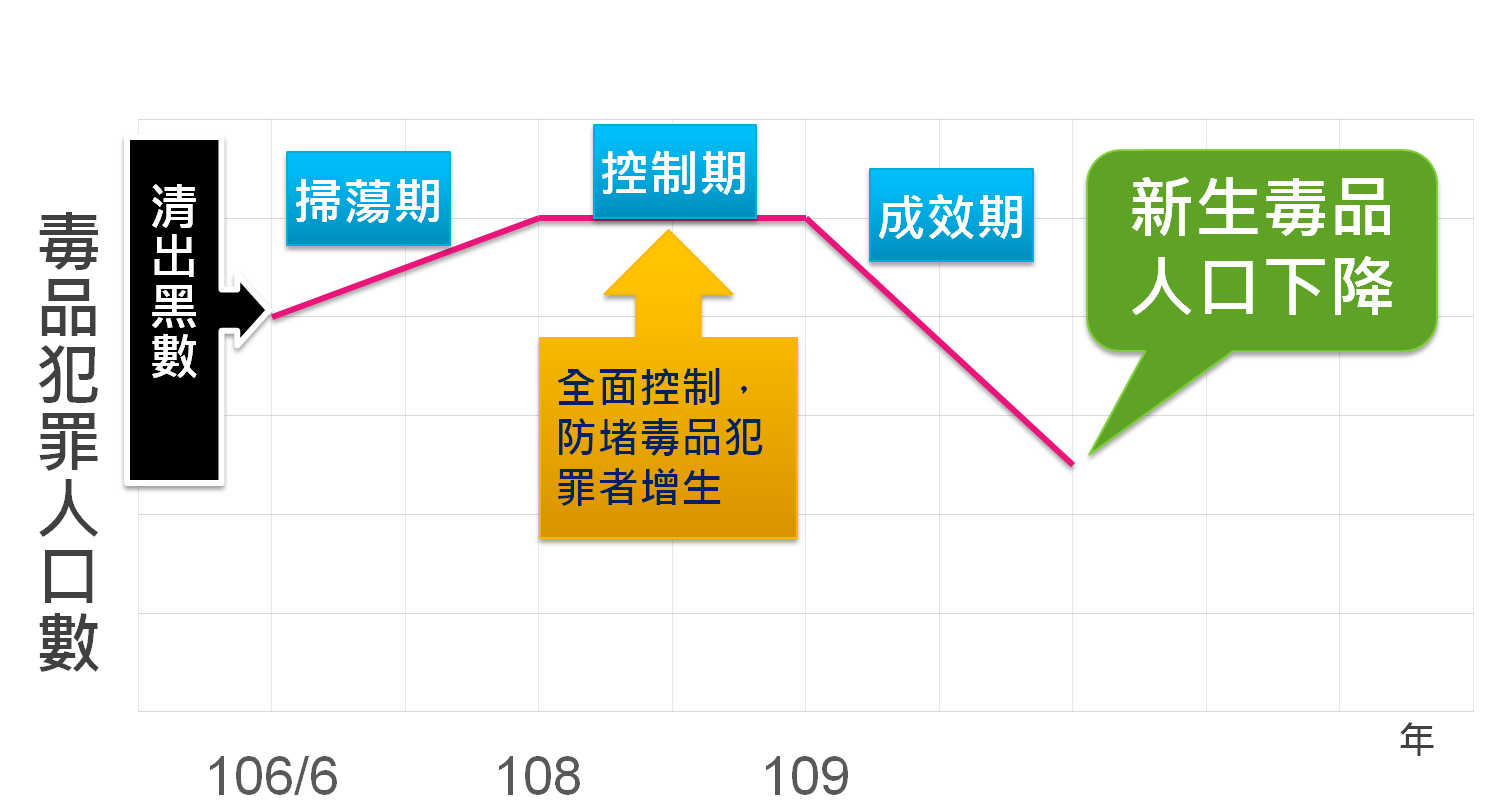 毒品犯罪人口數
清出黑數
掃蕩期
控制期
成效期
新生毒品
人口下降
全面控制，
防堵毒品犯
罪者增生
106/6
108
109
年